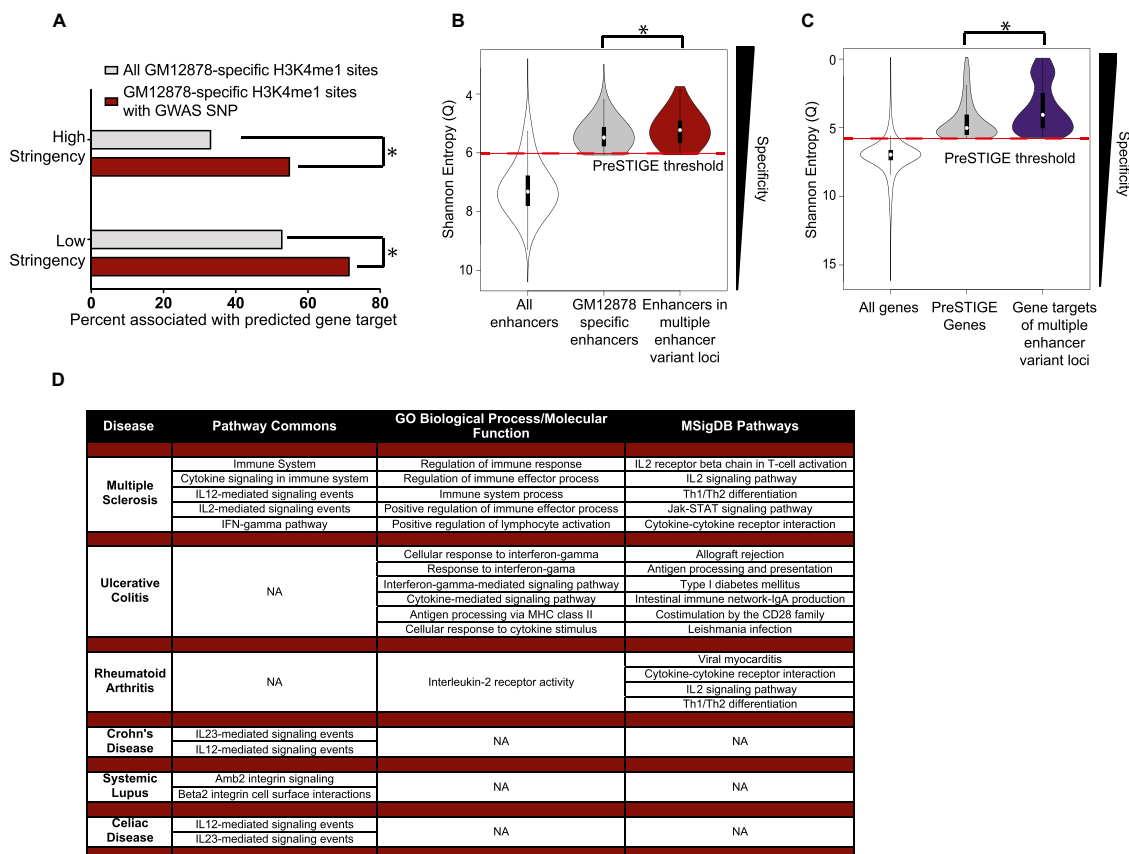 A
All GM12878-specific H3K4me1 sites
GM12878-specific H3K4me1 sites
with GWAS SNP
High
Stringency
*
Low
Stringency
*
0 20 40 60 80
Percent associated with predicted gene target
B
*
Shannon Entropy (Q)
4
6
8
10
PreSTIGE threshold
Specificity
All
enhancers
GM12878
specific
enhancers
Enhancers in
multiple
enhancer
variant loci
C
*
Shannon Entropy (Q)
0
5
10
15
PreSTIGE threshold
Specificity
All genes
PreSTIGE
Genes
Gene targets
of multiple
enhancer
variant loci
D
Disease
Pathway Commons
GO Biological Process/Molecular
Function
MSigDB Pathways
Multiple
Sclerosis
Immune System
Cytokine signaling in immune system
IL12-mediated signaling events
IL2-mediated signaling events
IFN-gamma pathway
Regulation of immune response
Regulation of immune effector process
Immune system process
Positive regulation of immune effector process
Positive regulation of lymphocyte activation
IL2 receptor beta chain in T-cell activation
IL2 signaling pathway
Th1/Th2 differentiation
Jak-STAT signaling pathway
Cytokine-cytokine receptor interaction
Ulcerative
Colitis
NA
Cellular response to interferon-gamma
Response to interferon-gama
Interferon-gamma-mediated signaling pathway
Cytokine-mediated signaling pathway
Antigen processing via MHC class II
Cellular response to cytokine stimulus
Allograft rejection
Antigen processing and presentation
Type I diabetes mellitus
Intestinal immune network-IgA production
Costimulation by the CD28 family
Leishmania infection
Rheumatoid
Arthritis
NA
Interleukin-2 receptor activity
Viral myocarditis
Cytokine-cytokine receptor interaction
IL2 signaling pathway
Th1/Th2 differentiation
Crohn's
Disease
IL23-mediated signaling events
IL12-mediated signaling events
NA
NA
Systemic
Lupus
Amb2 integrin signaling
Beta2 integrin cell surface interactions
NA
NA
Celiac
Disease
IL12-mediated signaling events
IL23-mediated signaling events
NA
NA